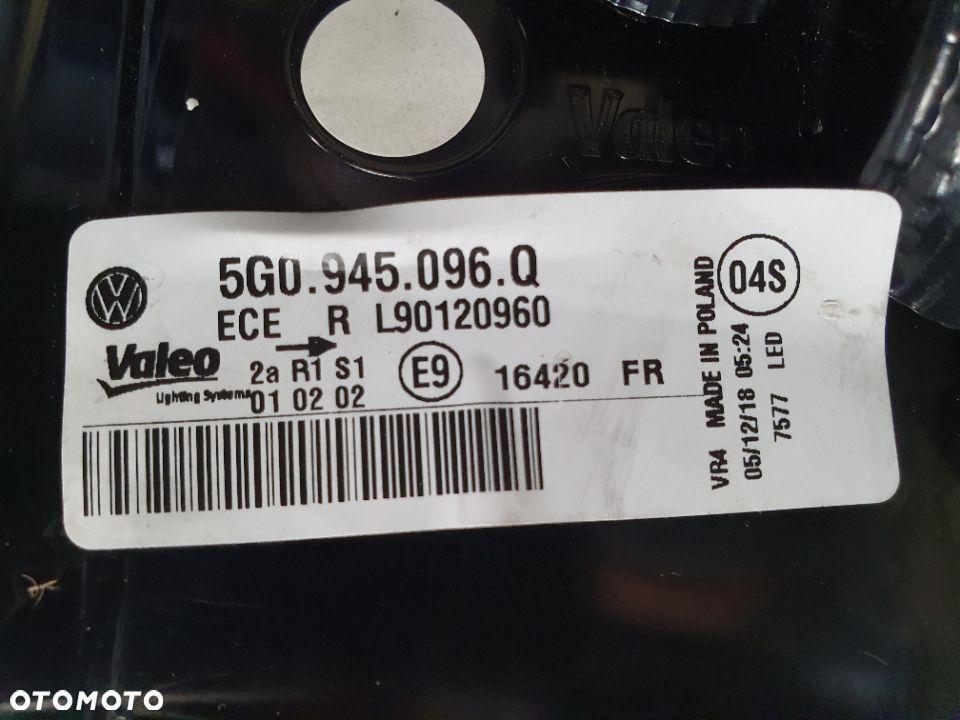 Valeo
5G0.945.096.Q
ECE R L90120960
Valeo
Lighting Systems
2a R1 S1
01 02 02
E9
16420 FR
VR4 MADE IN POLAND
05/12/18 05:24
7577 LED
04S
OTOMOTO